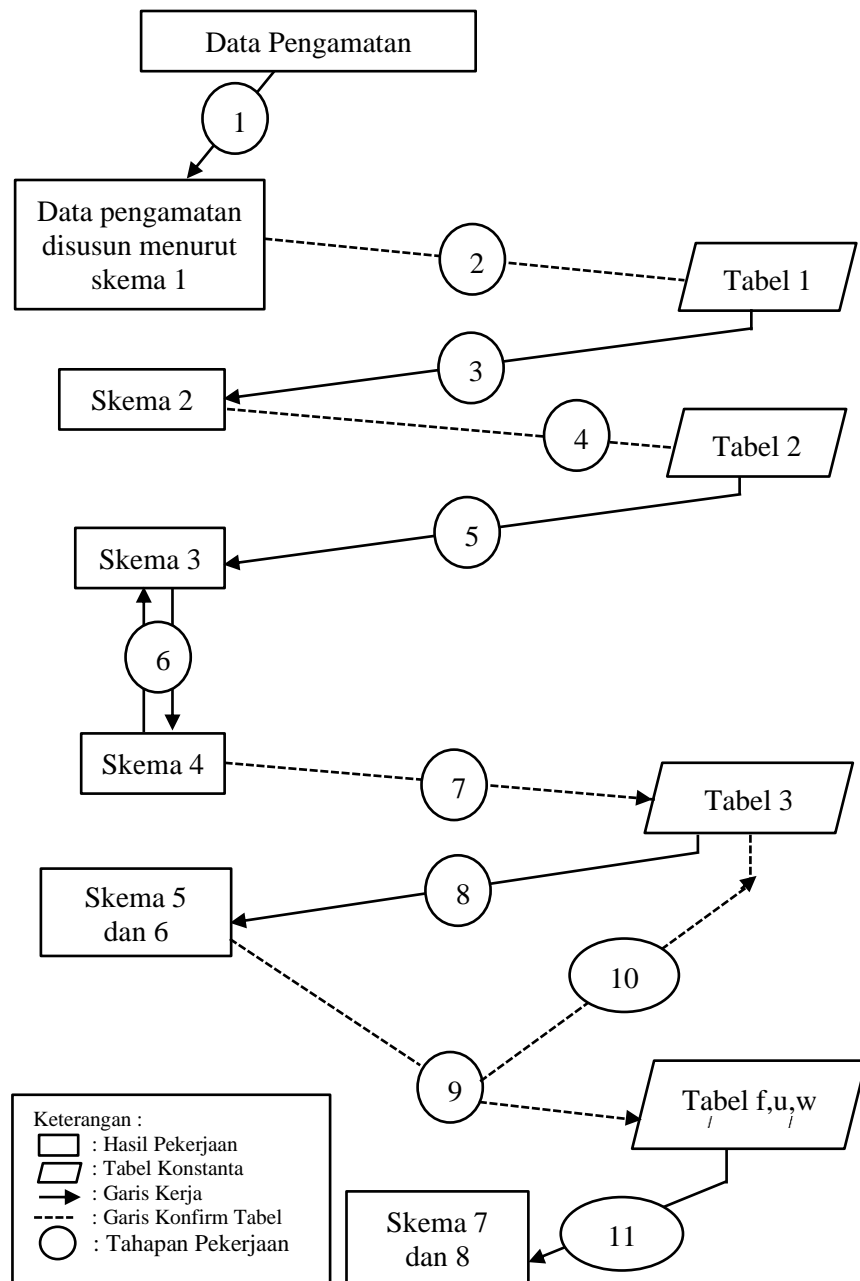 Data Pengamatan
1
Data pengamatan
disusun menurut
skema 1
2
Tabel 1
3
Skema 2
4
Tabel 2
5
Skema 3
6
Skema 4
7
Tabel 3
8
Skema 5
dan 6
10
9
Tabel f,u,w
Keterangan :
: Hasil Pekerjaan
: Tabel Konstanta
: Garis Kerja
: Garis Konfirm Tabel
: Tahapan Pekerjaan
Skema 7
dan 8
11